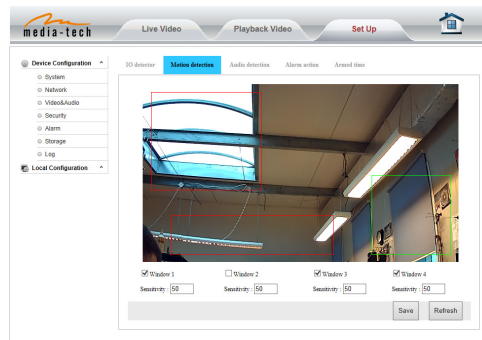 media-tech
Live Video Playback Video Set Up
Device Configuration
System
Network
Video&Audio
Security
Alarm
Storage
Log
Local Configuration
IO detector Motion detection Audio detection Alarm action Armed time
Window 1 Window 2 Window 3 Window 4
Sensitivity : 50 Sensitivity : 50 Sensitivity : 50 Sensitivity : 50
Save Refresh